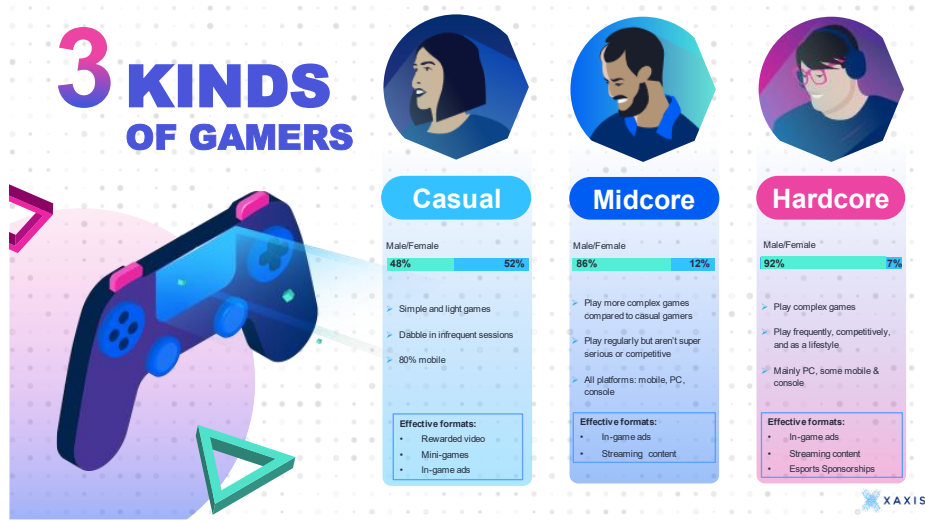 3 KINDS
OF GAMERS
Casual
Male/Female
48% 52%
Simple and light games
Dabble in infrequent sessions
80% mobile
Effective formats:
• Rewarded video
• Mini-games
• In-game ads
Midcore
Male/Female
86% 12%
Play more complex games
compared to casual gamers
Play regularly but aren't super
serious or competitive
All platforms: mobile, PC,
console
Effective formats:
• In-game ads
• Streaming content
Hardcore
Male/Female
92% 7%
Play complex games
Play frequently, competitively,
and as a lifestyle
Mainly PC, some mobile &
console
Effective formats:
• In-game ads
• Streaming content
• Esports Sponsorships
XAXIS